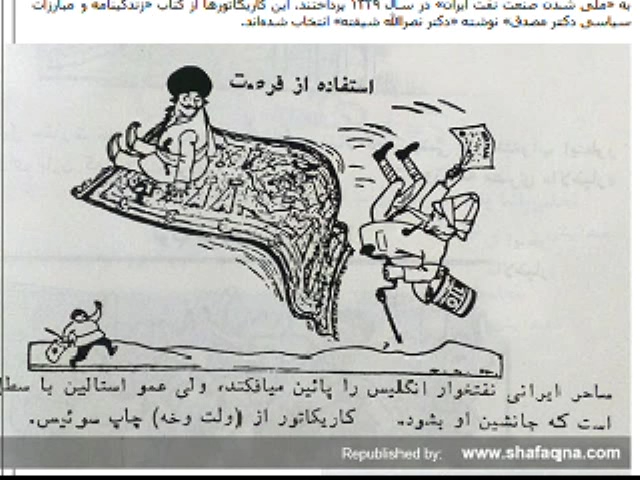 به «ملی شدن صنعت نفت ایران» در سال ۱۳۲۹ پرداختند. این کاریکاتورها از کتاب «زندگینامه و مبارزات
سیاسی دکتر مصدق» نوشته «دکتر نصرالله شیفته» انتخاب شده‌اند.
استفاده از فرصت
ساحر ایرانی نفتخوار انگلیس را پائین میافکند، ولی عمو استالین با سطل
است که جانشین او بشود. کاریکاتور از (ولت وخه) چاپ سوئیس.
Republished by: www.shafaqna.com